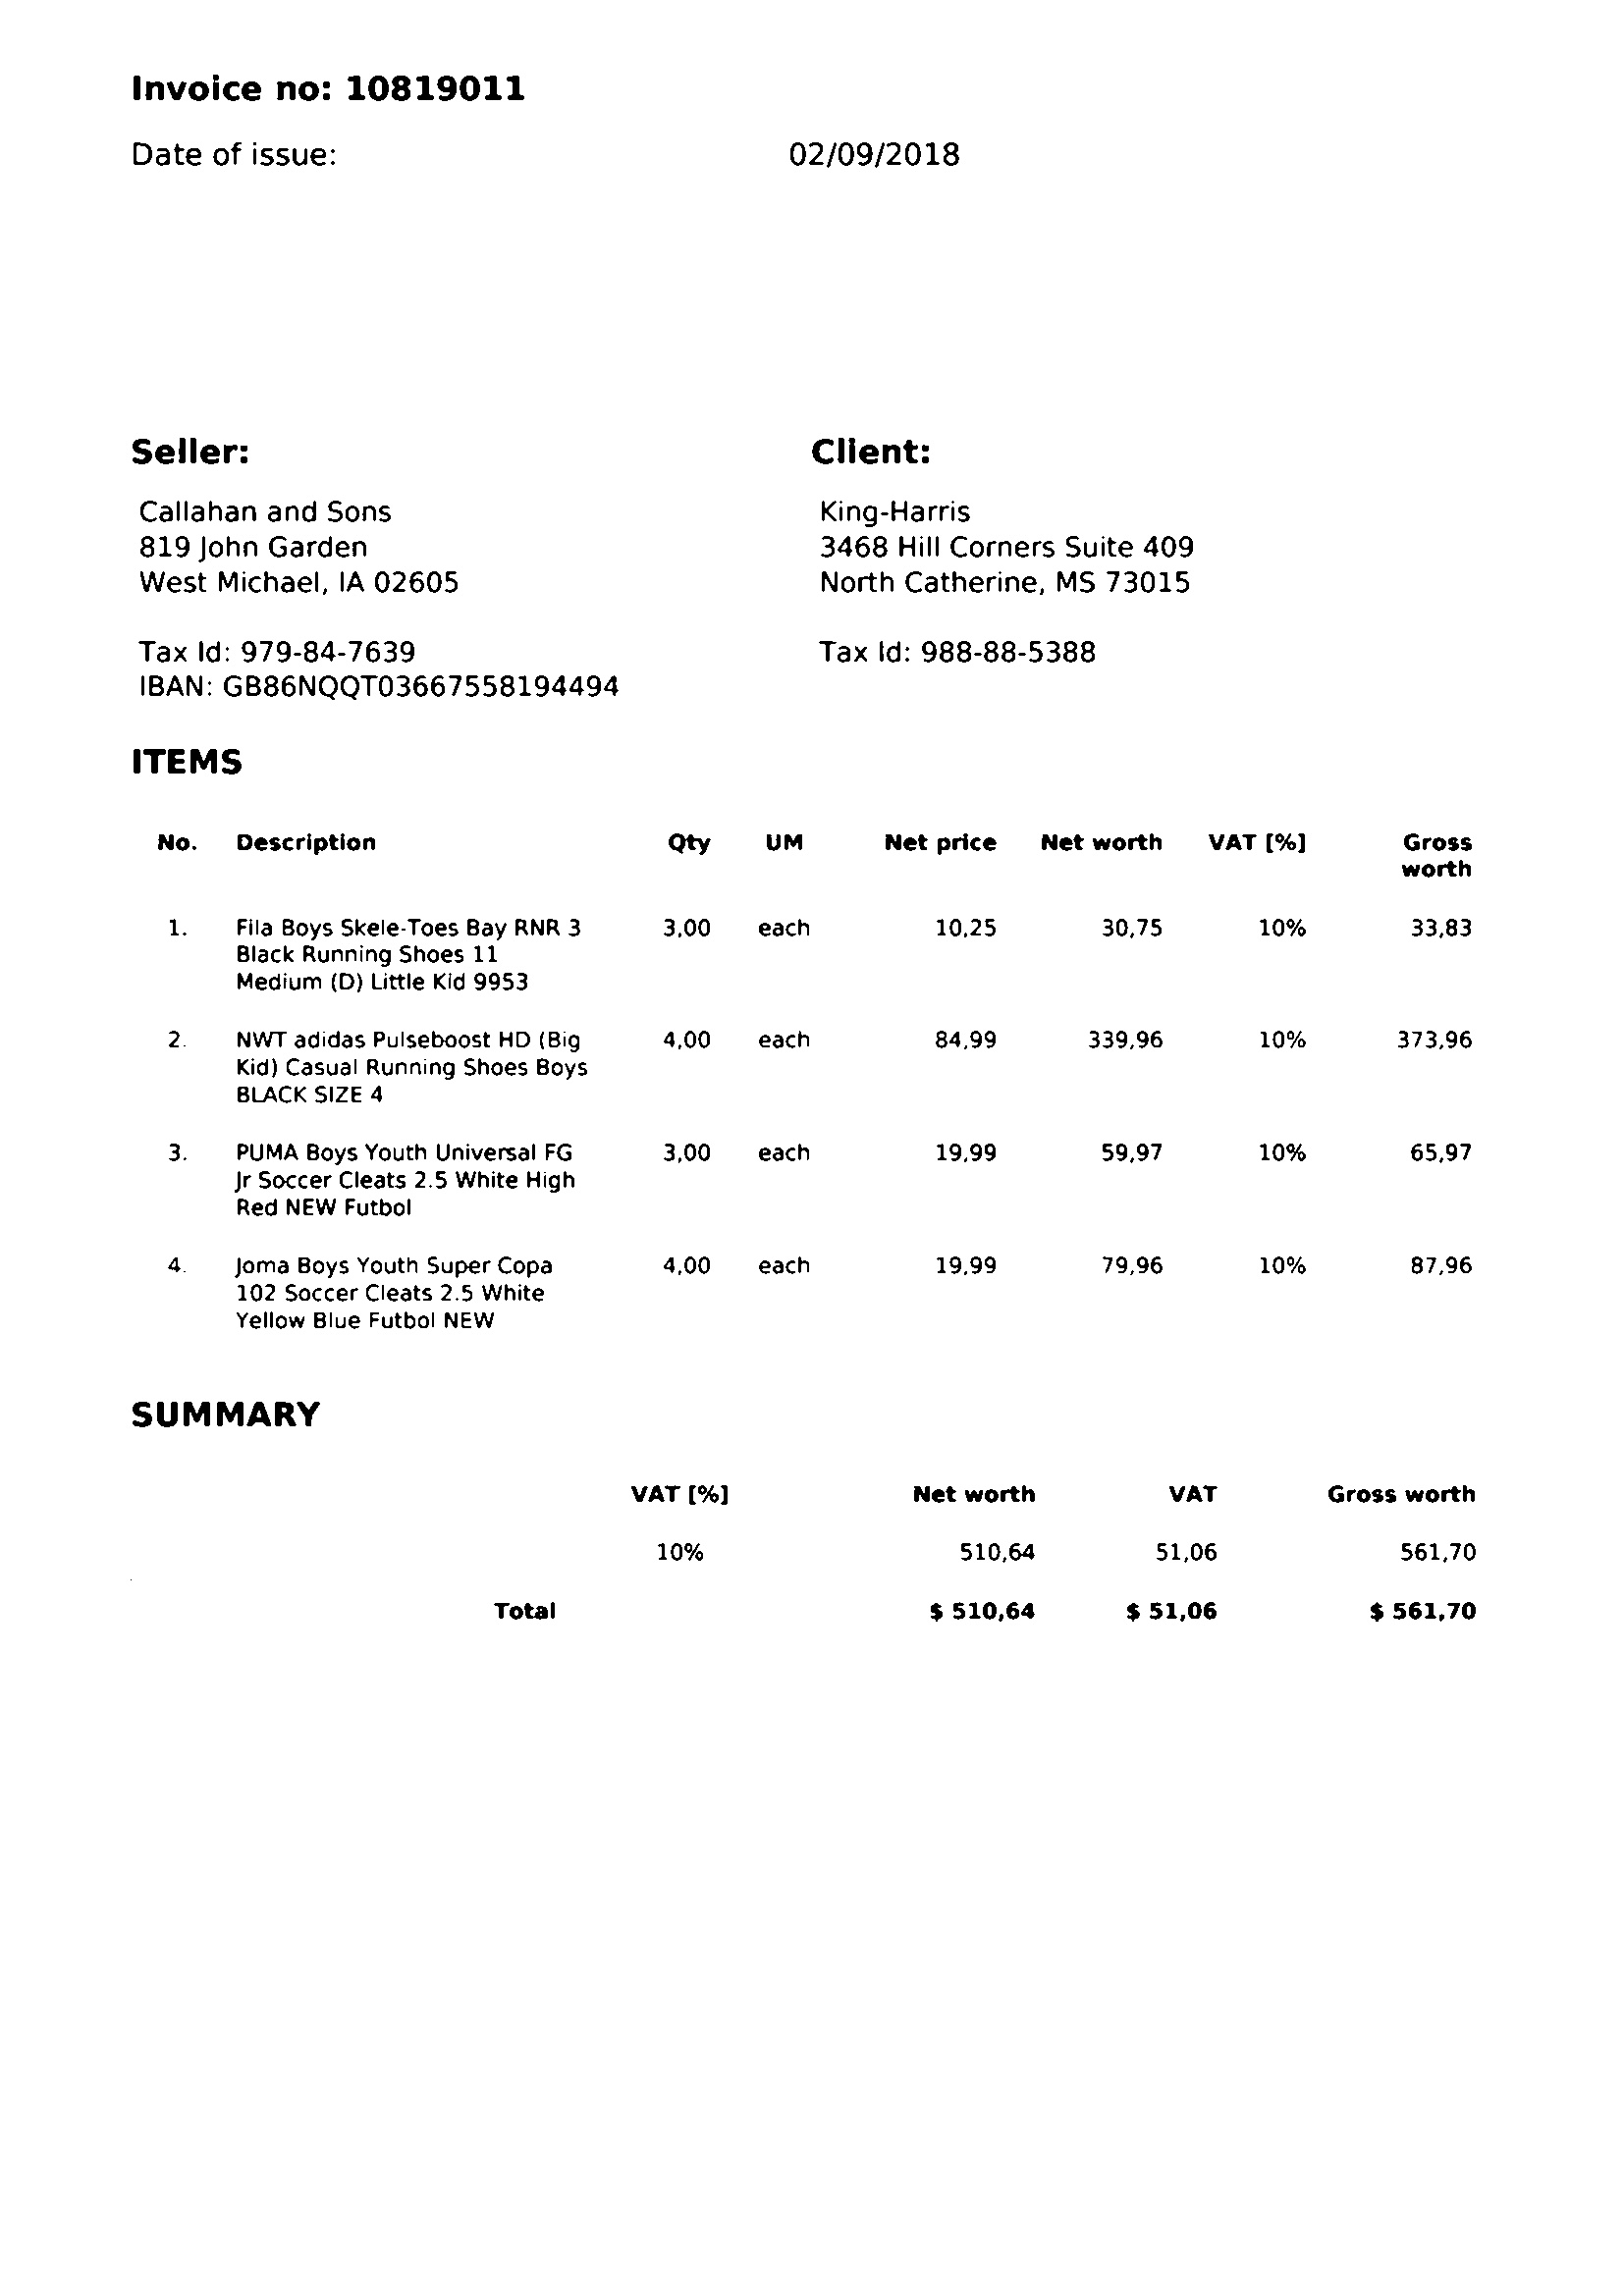 Invoice no: 10819011
Date of issue: 02/09/2018
Seller: Client:
Callahan and Sons King-Harris
819 John Garden 3468 Hill Corners Suite 409
West Michael, IA 02605 North Catherine, MS 73015
Tax Id: 979-84-7639 Tax Id: 988-88-5388
IBAN: GB86NQQT03667558194494
ITEMS
No. Description Qty UM Net price Net worth VAT [%] Gross
worth
1. Fila Boys Skele-Toes Bay RNR 3 3,00 each 10,25 30,75 10% 33,83
Black Running Shoes 11
Medium (D) Little Kid 9953
2. NWT adidas Pulseboost HD (Big 4,00 each 84,99 339,96 10% 373,96
Kid) Casual Running Shoes Boys
BLACK SIZE 4
3. PUMA Boys Youth Universal FG 3,00 each 19,99 59,97 10% 65,97
Jr Soccer Cleats 2.5 White High
Red NEW Futbol
4. Joma Boys Youth Super Copa 4,00 each 19,99 79,96 10% 87,96
102 Soccer Cleats 2.5 White
Yellow Blue Futbol NEW
SUMMARY
VAT [%] Net worth VAT Gross worth
10% 510,64 51,06 561,70
Total $ 510,64 $ 51,06 $ 561,70